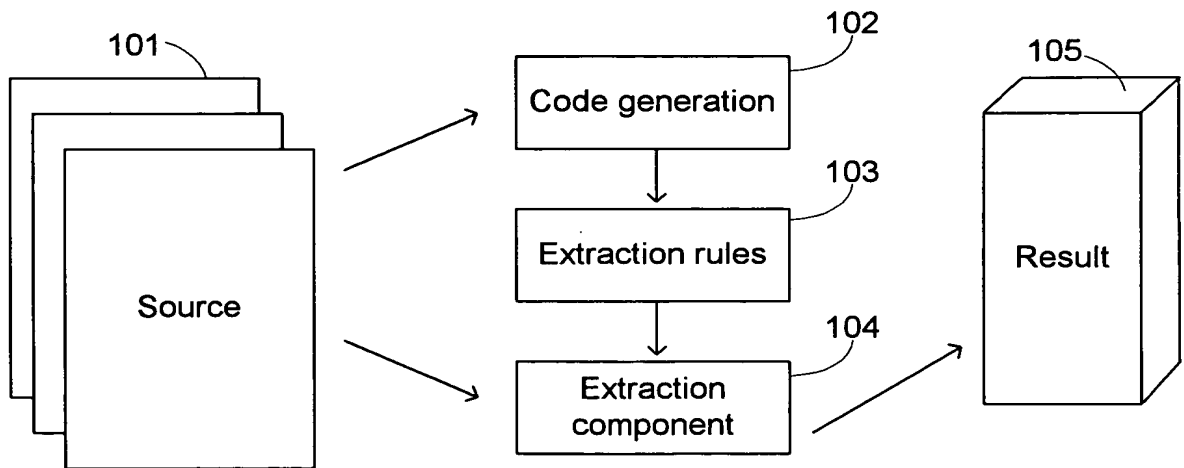 101
Source
102
Code generation
103
Extraction rules
104
Extraction
component
105
Result